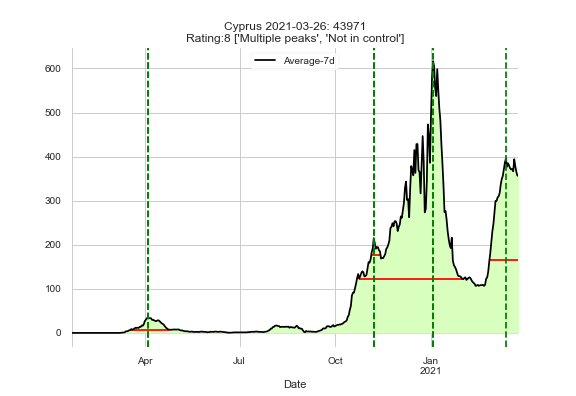 Cyprus 2021-03-26: 43971
Rating:8 ['Multiple peaks', 'Not in control']
Average-7d
600
500
400
300
200
100
0
Apr
Jul
Oct
Jan
2021
Date